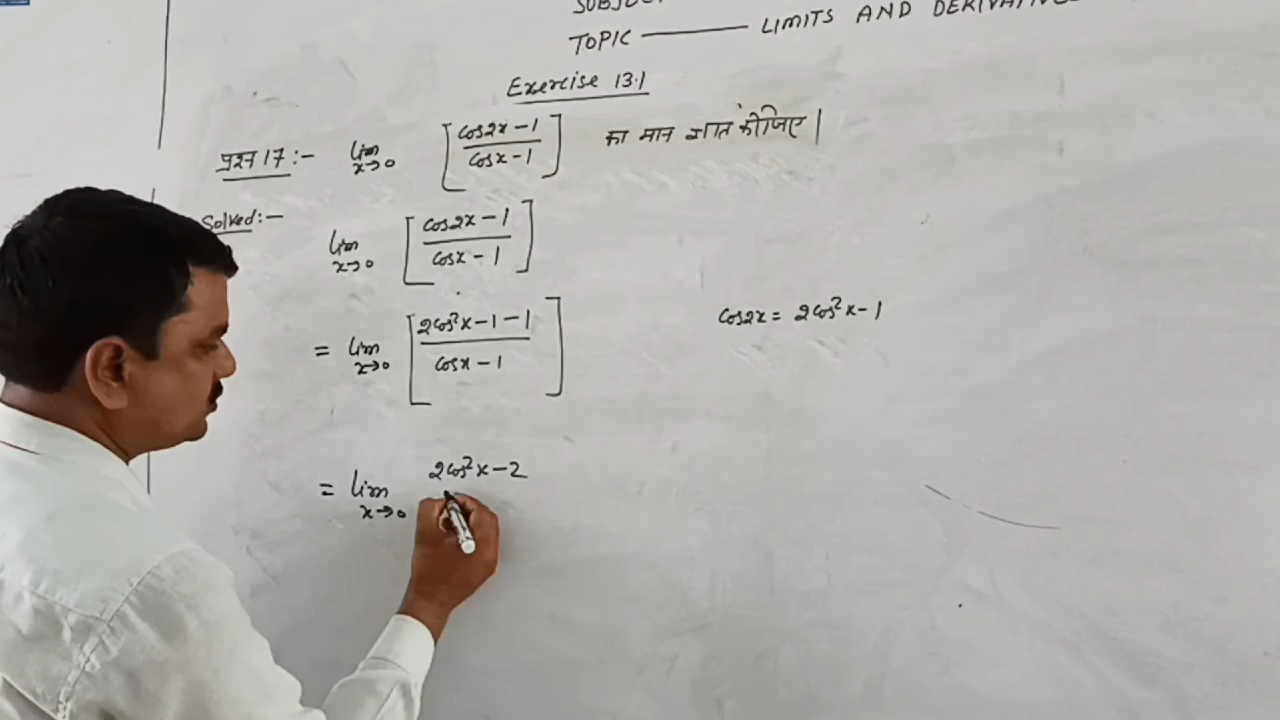 TOPIC — LIMITS AND
Exercise 13.1
प्रश्न 17 :- lim x→0 [cos2x − 1 / cosx − 1] का मान ज्ञात कीजिए |
Solved :-
lim x→0 [cos2x − 1 / cosx − 1]
= lim x→0 [2cos²x − 1 − 1 / cosx − 1]
cos2x = 2cos²x − 1
= lim x→0 2cos²x − 2